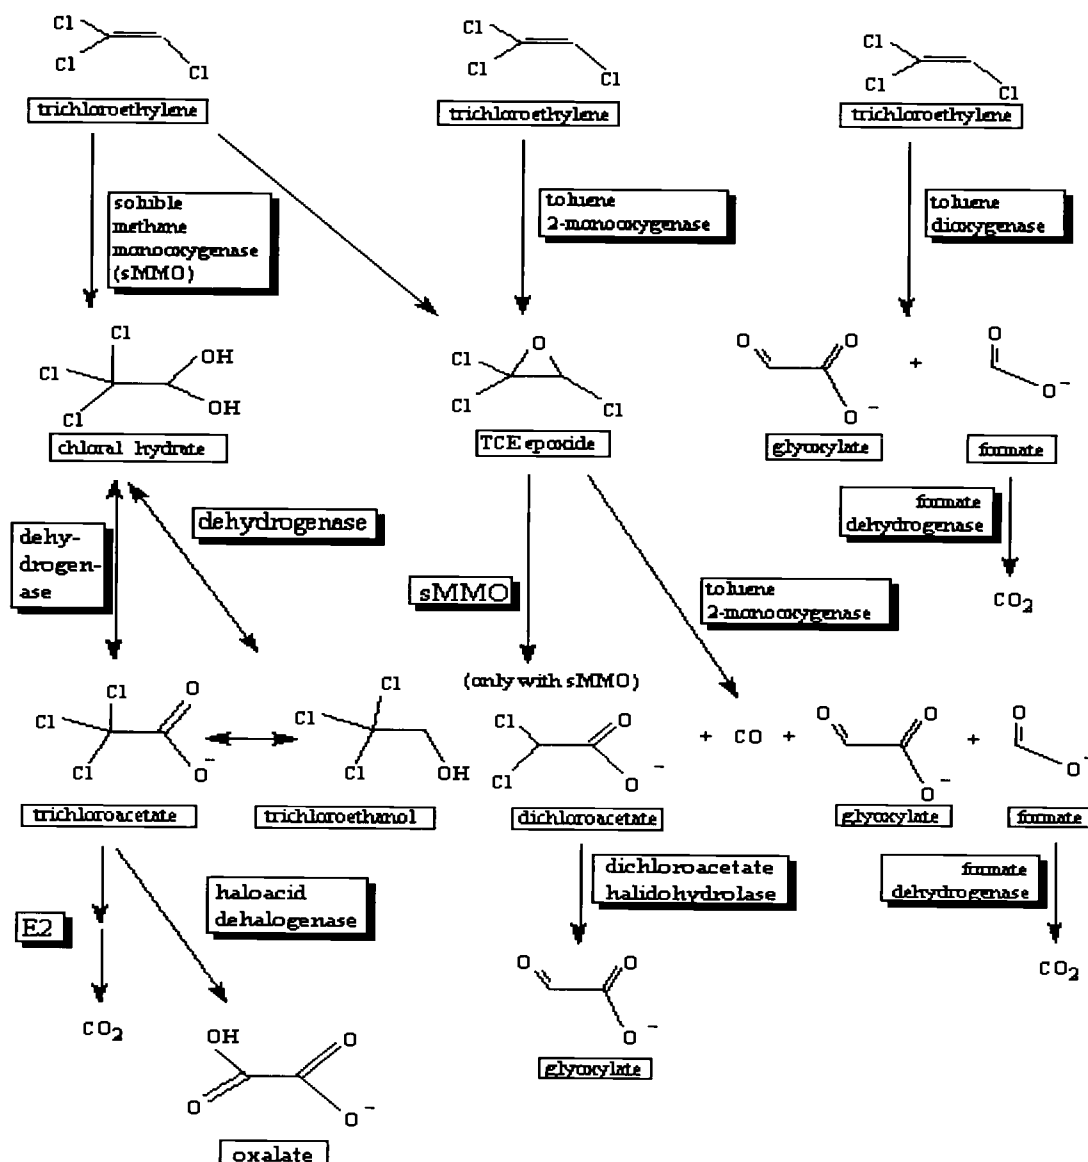 Cl
Cl
Cl
trichloroethylene
Cl
Cl
Cl
trichloroethylene
Cl
Cl
Cl
trichloroethylene
soluble
methane
monooxygenase
(sMMO)
toluene
2-monooxygenase
toluene
dioxygenase
Cl
Cl
Cl
OH
OH
chloral hydrate
O
Cl
Cl
Cl
TCE epoxide
O
O
O⁻
glyoxylate
+
O
O⁻
formate
dehy-
drogen-
ase
dehydrogenase
sMMO
toluene
2-monooxygenase
formate
dehydrogenase
CO₂
(only with sMMO)
Cl
Cl
Cl
O
O⁻
trichloroacetate
Cl
Cl
Cl
OH
trichloroethanol
Cl
Cl
O
O⁻
dichloroacetate
+ CO +
O
O
O⁻
glyoxylate
+
O
O⁻
formate
E2
CO₂
haloacid
dehalogenase
dichloroacetate
halidohydrolase
formate
dehydrogenase
CO₂
OH
O
O
O⁻
oxalate
O
O
O⁻
glyoxylate